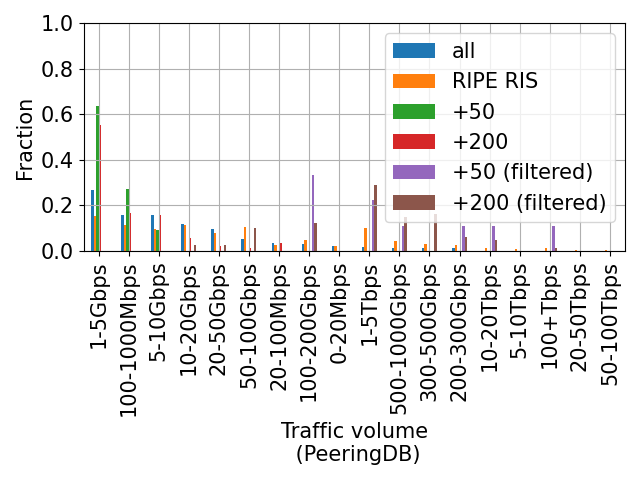 1.0
0.8
0.6
0.4
0.2
0.0
Fraction
all
RIPE RIS
+50
+200
+50 (filtered)
+200 (filtered)
1-5Gbps
100-1000Mbps
5-10Gbps
10-20Gbps
20-50Gbps
50-100Gbps
20-100Mbps
100-200Gbps
0-20Mbps
1-5Tbps
500-1000Gbps
300-500Gbps
200-300Gbps
10-20Tbps
5-10Tbps
100+Tbps
20-50Tbps
50-100Tbps
Traffic volume
(PeeringDB)